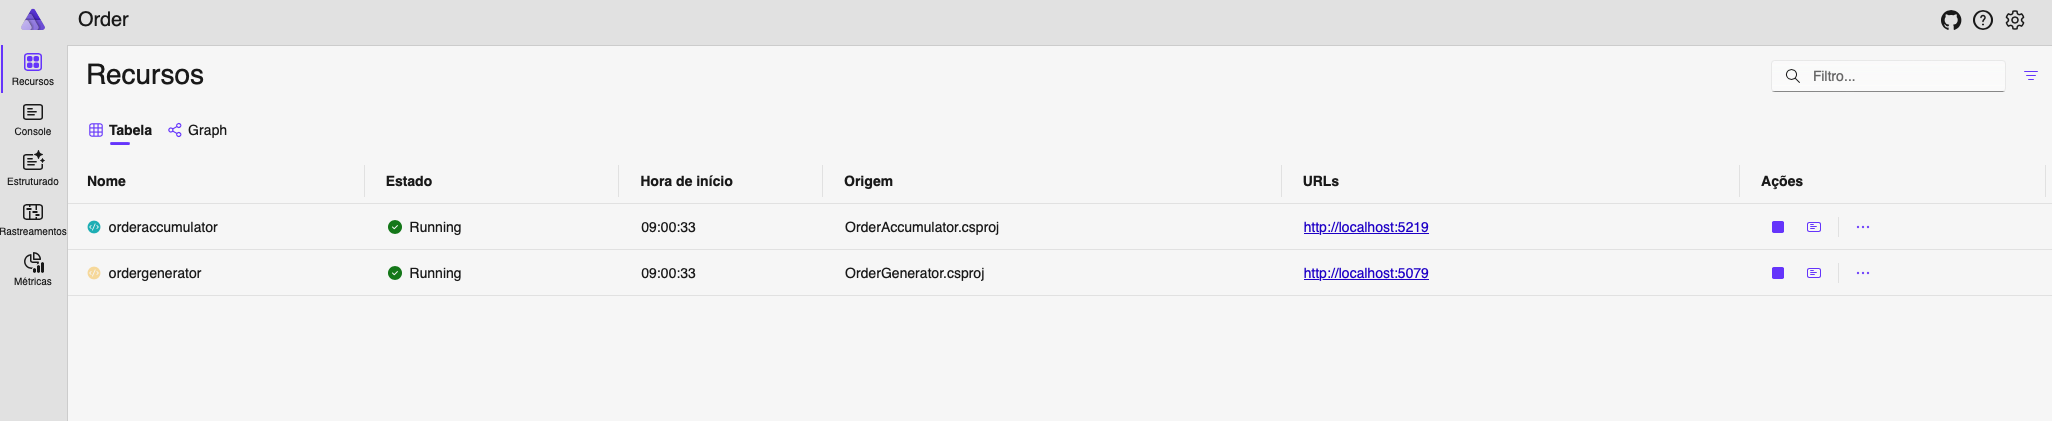 Order
Recursos
Console
Estruturado
Rastreamentos
Métricas
Recursos
Filtro...
Tabela Graph
Nome Estado Hora de início Origem URLs Ações
orderaccumulator Running 09:00:33 OrderAccumulator.csproj http://localhost:5219
ordergenerator Running 09:00:33 OrderGenerator.csproj http://localhost:5079